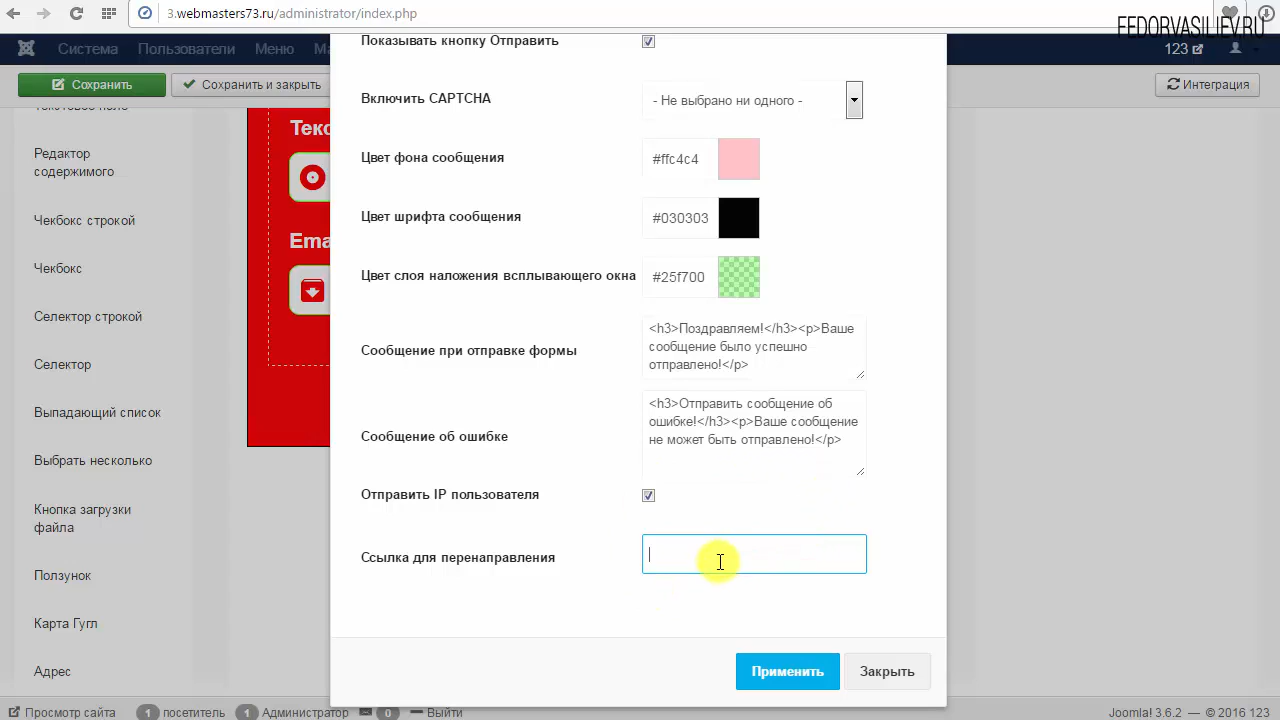 3.webmasters73.ru/administrator/index.php
FEDORVASILIEV.RU
Система
Пользователи
Меню
123
Сохранить
Сохранить и закрыть
Интеграция
Редактор
содержимого
Чекбокс строкой
Чекбокс
Селектор строкой
Селектор
Выпадающий список
Выбрать несколько
Кнопка загрузки
файла
Ползунок
Карта Гугл
Адрес
Показывать кнопку Отправить
Включить CAPTCHA
- Не выбрано ни одного -
Цвет фона сообщения
#ffc4c4
Цвет шрифта сообщения
#030303
Цвет слоя наложения всплывающего окна
#25f700
Сообщение при отправке формы
<h3>Поздравляем!</h3><p>Ваше
сообщение было успешно
отправлено!</p>
Сообщение об ошибке
<h3>Отправить сообщение об
ошибке!</h3><p>Ваше сообщение
не может быть отправлено!</p>
Отправить IP пользователя
Ссылка для перенаправления
Применить
Закрыть
Просмотр сайта
1 посетитель
1 Администратор
0
Выйти
Joomla! 3.6.2 — © 2016 123